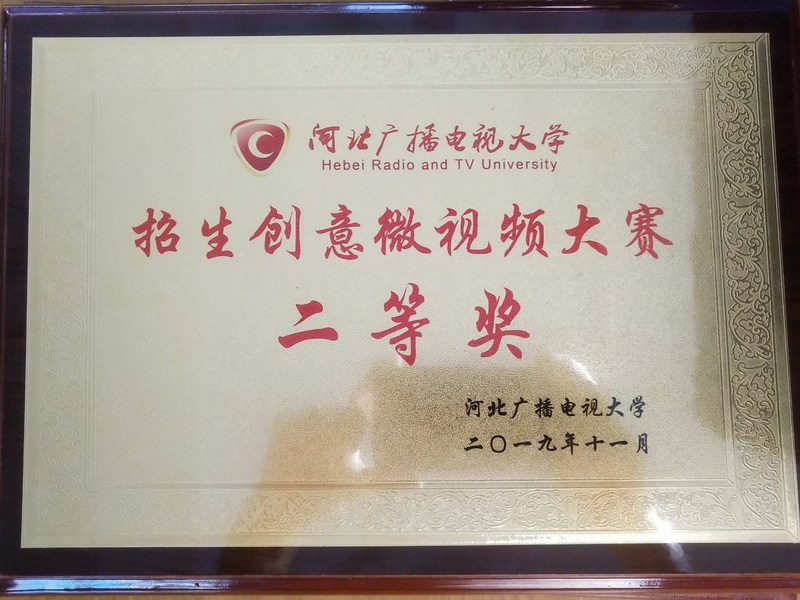 河北广播电视大学
Hebei Radio and TV University
招生创意微视频大赛
二等奖
河北广播电视大学
二〇一九年十一月